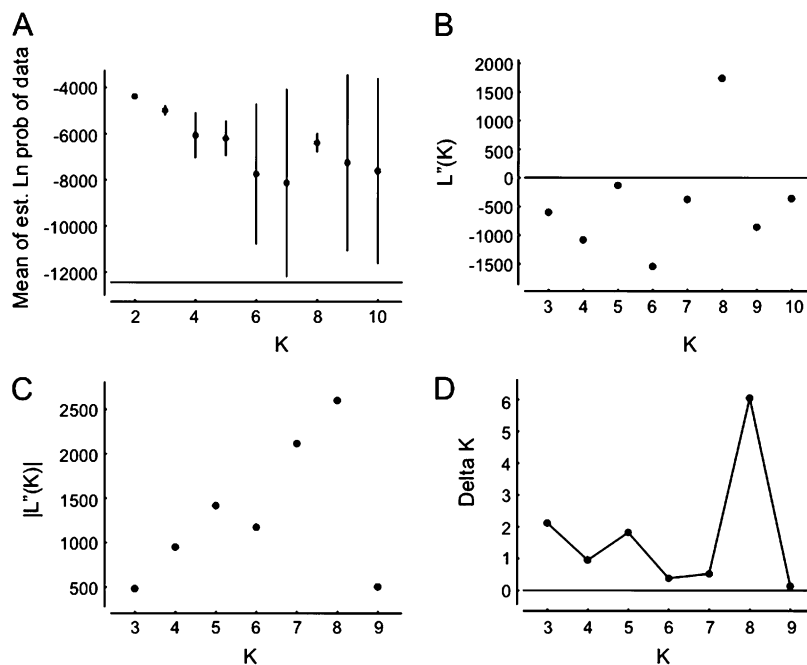 A
Mean of est. Ln prob of data
-4000
-6000
-8000
-10000
-12000
2 4 6 8 10
K
B
L"(K)
2000
1500
1000
500
0
-500
-1000
-1500
3 4 5 6 7 8 9 10
K
C
|L"(K)|
2500
2000
1500
1000
500
3 4 5 6 7 8 9
K
D
Delta K
6
5
4
3
2
1
0
3 4 5 6 7 8 9
K